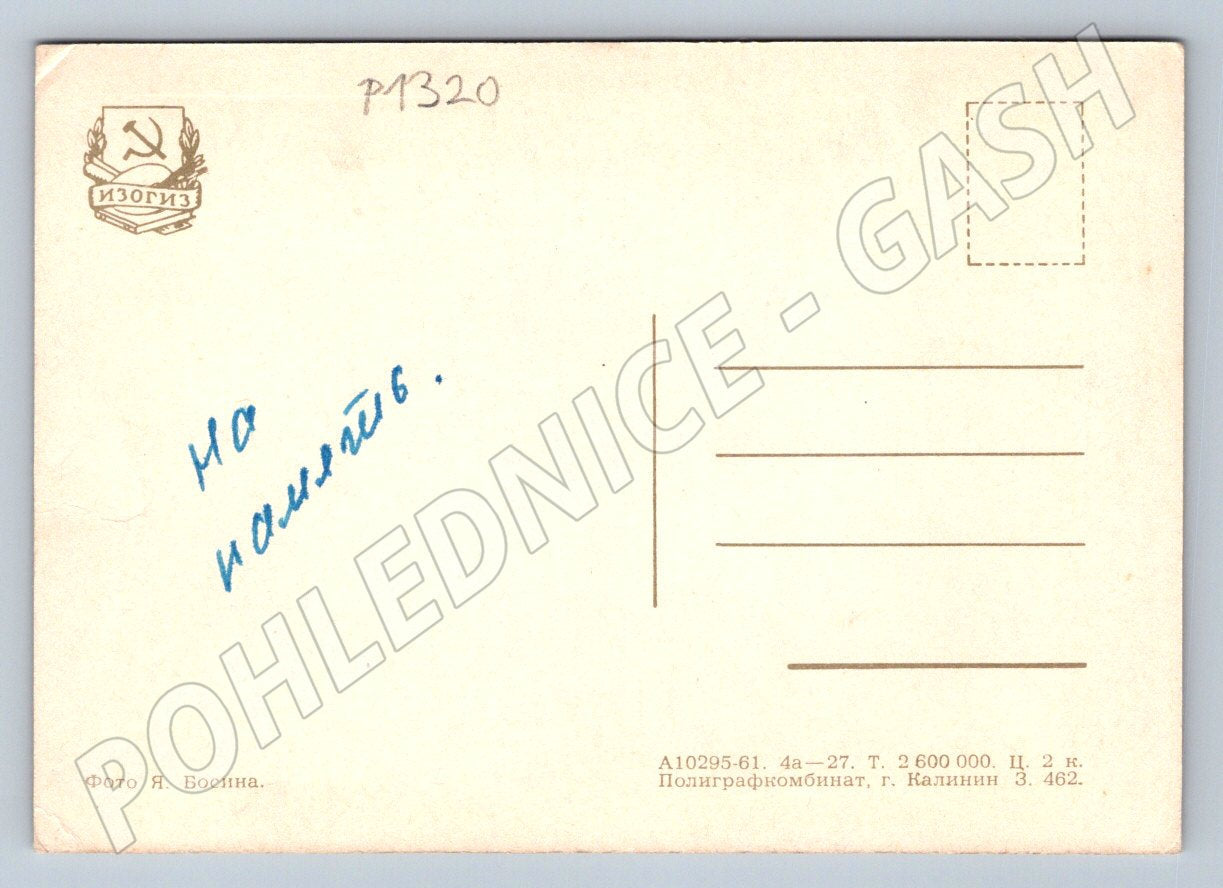 P1320
ИЗОГИЗ
на
память.
Фото Я. Босина.
А10295-61. 4а—27. Т. 2 600 000. Ц. 2 к.
Полиграфкомбинат, г. Калинин З. 462.
POHLEDNICE - GASH